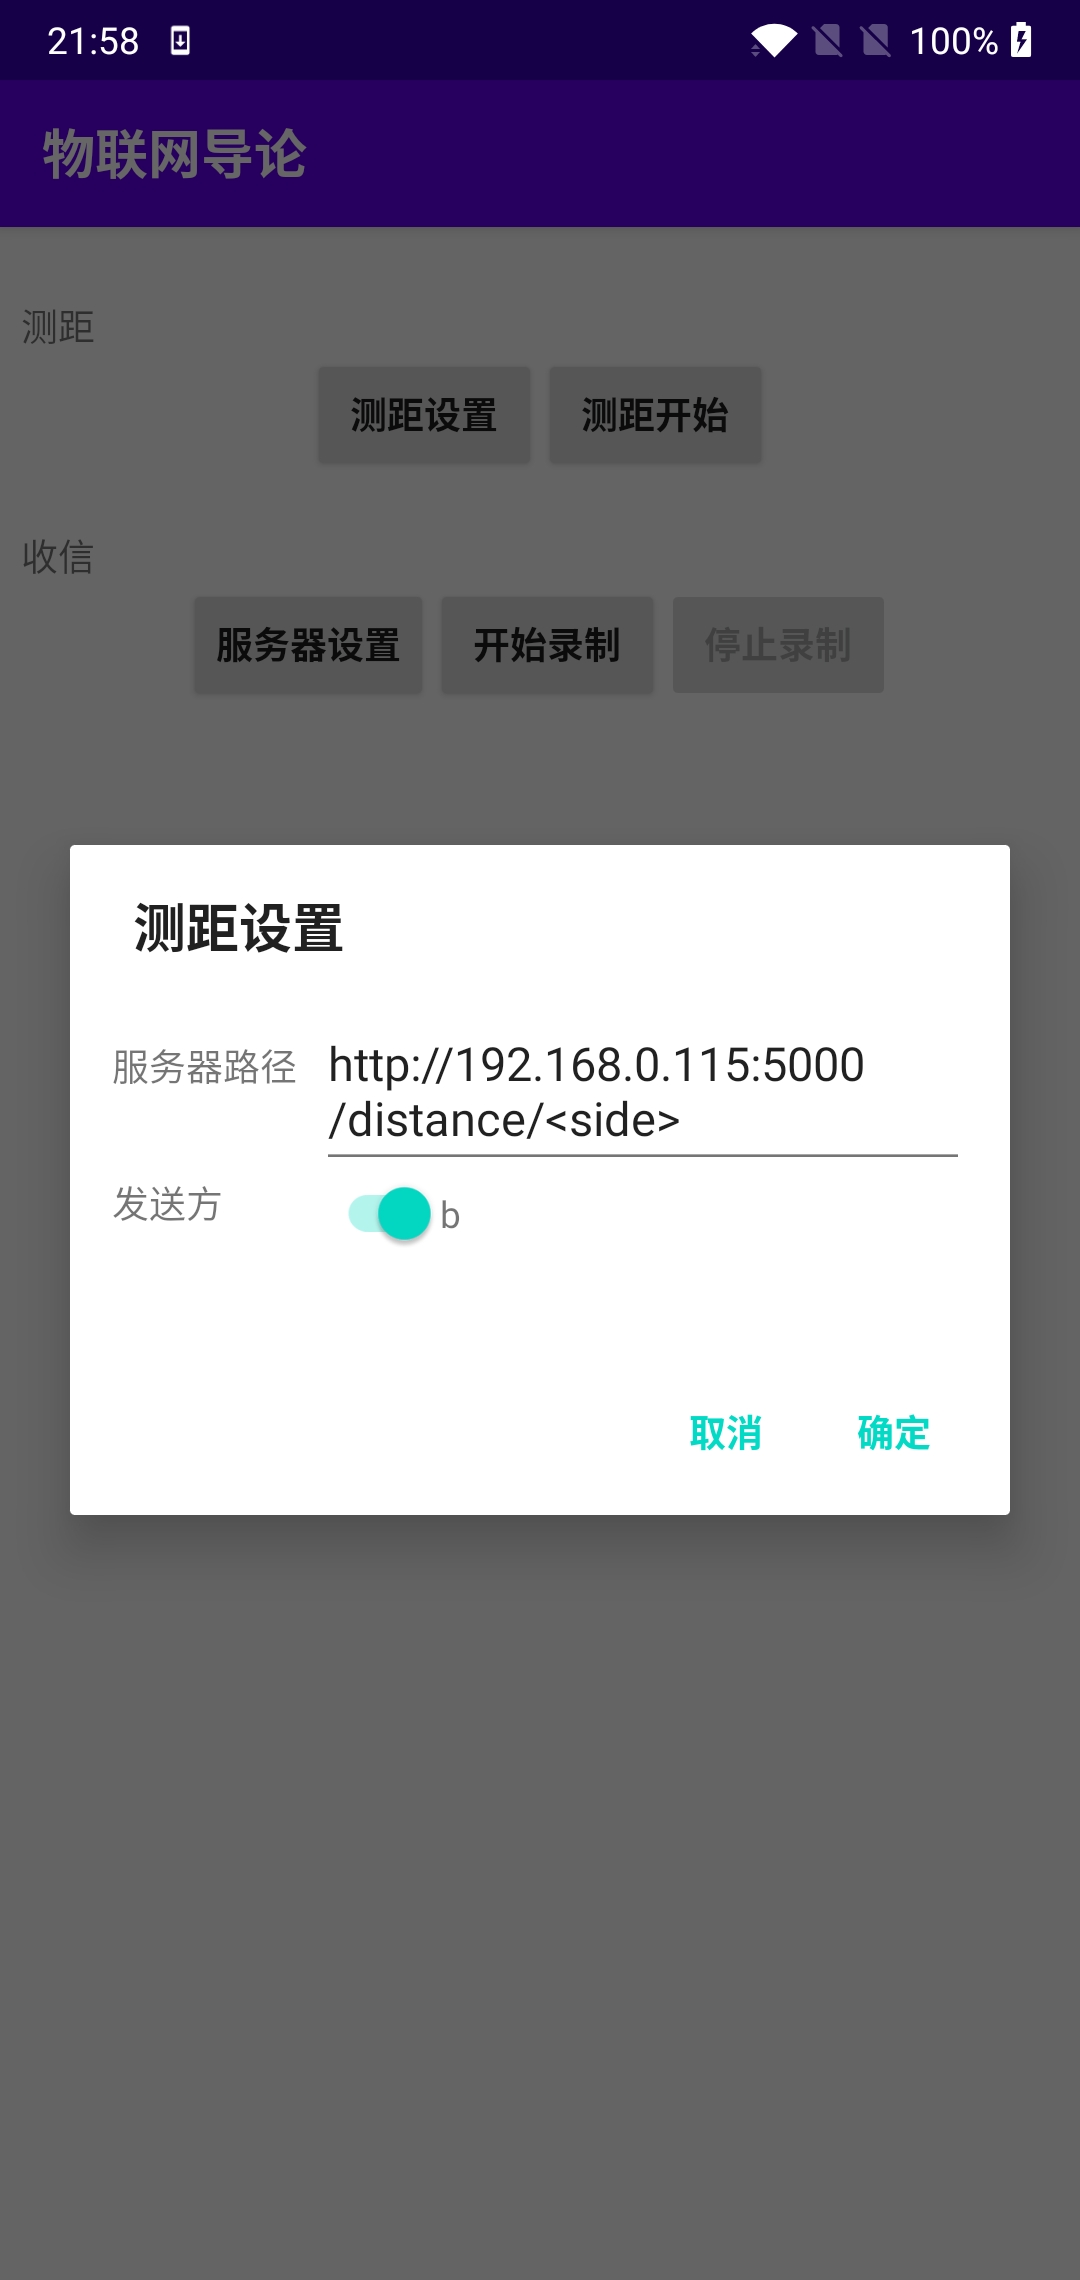 21:58 100%
物联网导论
测距
测距设置 测距开始
收信
服务器设置 开始录制 停止录制
测距设置
服务器路径 http://192.168.0.115:5000
/distance/<side>
发送方 b
取消 确定